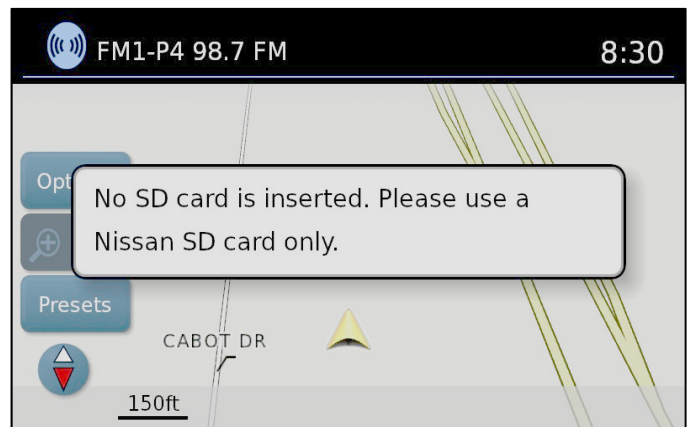 FM1-P4 98.7 FM
8:30
Opt
No SD card is inserted. Please use a
Nissan SD card only.
Presets
CABOT DR
150ft